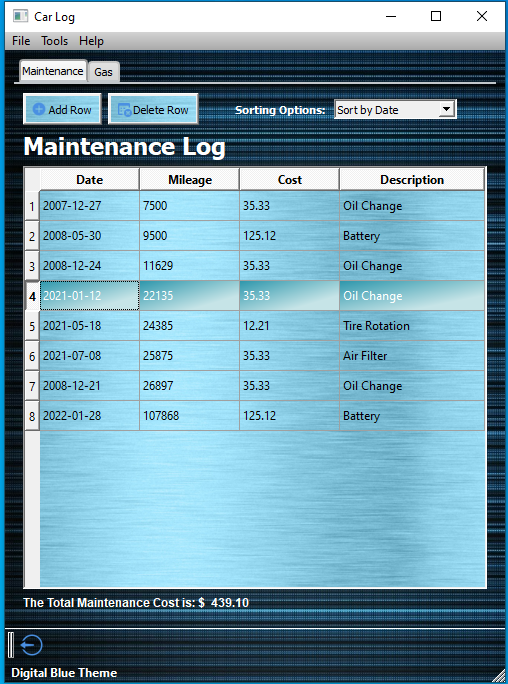 Car Log
File Tools Help
Maintenance Gas
Add Row Delete Row Sorting Options: Sort by Date
Maintenance Log
Date Mileage Cost Description
1 2007-12-27 7500 35.33 Oil Change
2 2008-05-30 9500 125.12 Battery
3 2008-12-24 11629 35.33 Oil Change
4 2021-01-12 22135 35.33 Oil Change
5 2021-05-18 24385 12.21 Tire Rotation
6 2021-07-08 25875 35.33 Air Filter
7 2008-12-21 26897 35.33 Oil Change
8 2022-01-28 107868 125.12 Battery
The Total Maintenance Cost is: $ 439.10
Digital Blue Theme